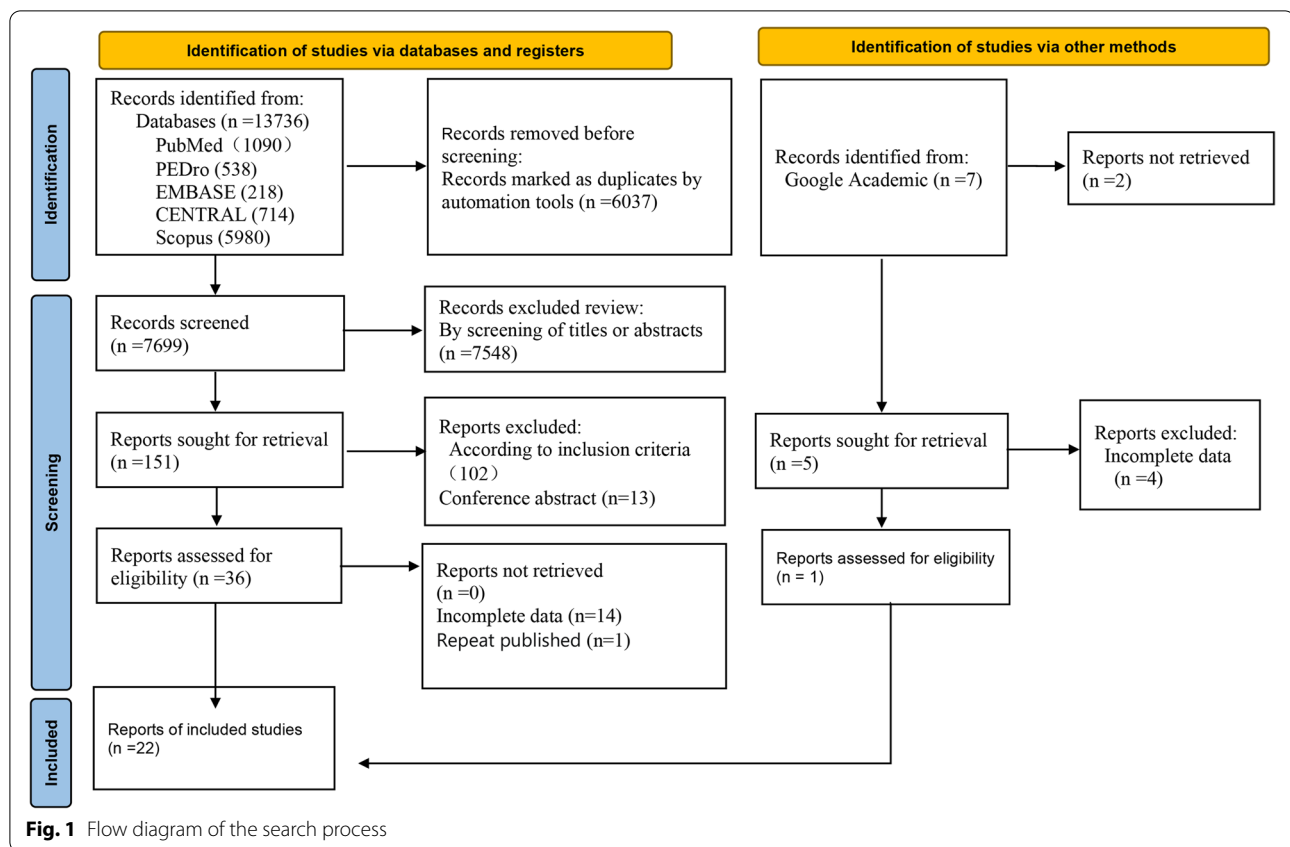 Identification of studies via databases and registers
Identification of studies via other methods
Identification
Records identified from:
Databases (n =13736)
PubMed（1090）
PEDro (538)
EMBASE (218)
CENTRAL (714)
Scopus (5980)
Records removed before
screening:
Records marked as duplicates by
automation tools (n =6037)
Records identified from:
Google Academic (n =7)
Reports not retrieved
(n =2)
Screening
Records screened
(n =7699)
Records excluded review:
By screening of titles or abstracts
(n =7548)
Reports sought for retrieval
(n =151)
Reports excluded:
According to inclusion criteria
（102）
Conference abstract (n=13)
Reports sought for retrieval
(n =5)
Reports excluded:
Incomplete data
(n =4)
Reports assessed for
eligibility (n =36)
Reports not retrieved
(n =0)
Incomplete data (n=14)
Repeat published (n=1)
Reports assessed for eligibility
(n = 1)
Included
Reports of included studies
(n =22)
Fig. 1 Flow diagram of the search process